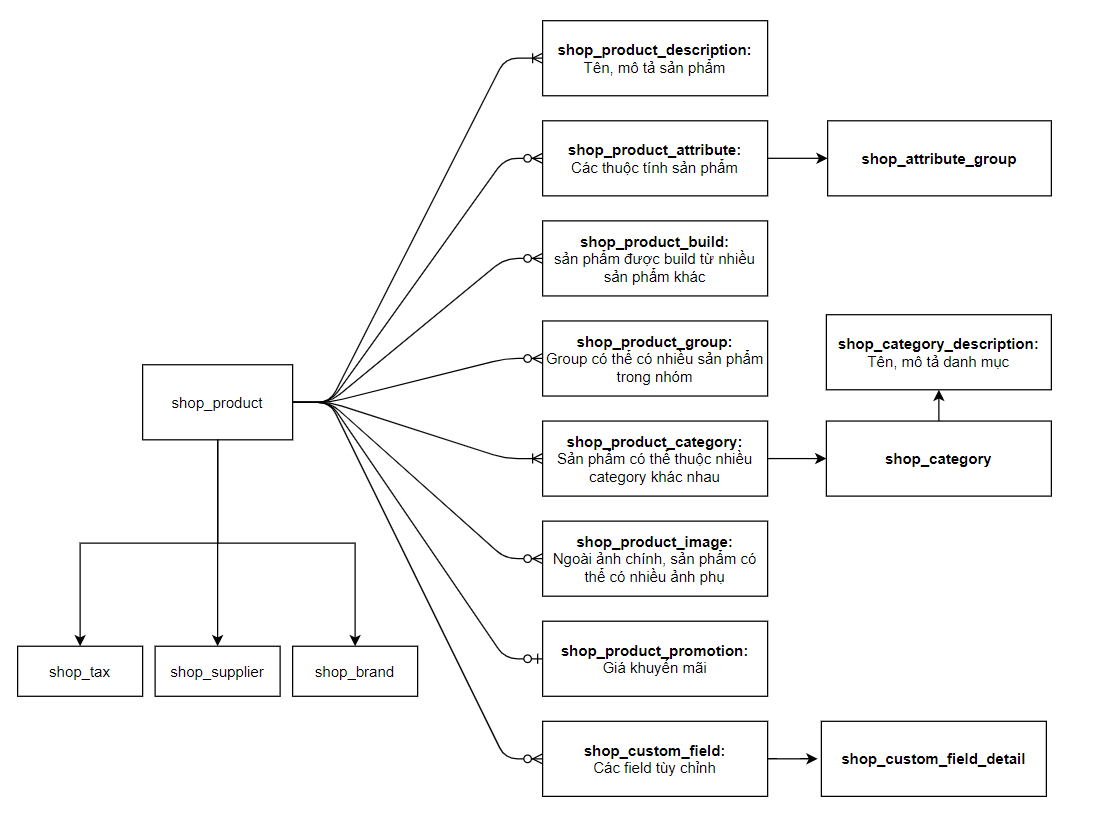 shop_product_description:
Tên, mô tả sản phẩm
shop_product_attribute:
Các thuộc tính sản phẩm
shop_attribute_group
shop_product_build:
sản phẩm được build từ nhiều
sản phẩm khác
shop_product_group:
Group có thể có nhiều sản phẩm
trong nhóm
shop_category_description:
Tên, mô tả danh mục
shop_product
shop_product_category:
Sản phẩm có thể thuộc nhiều
category khác nhau
shop_category
shop_product_image:
Ngoài ảnh chính, sản phẩm có
thể có nhiều ảnh phụ
shop_tax
shop_supplier
shop_brand
shop_product_promotion:
Giá khuyến mãi
shop_custom_field:
Các field tùy chỉnh
shop_custom_field_detail